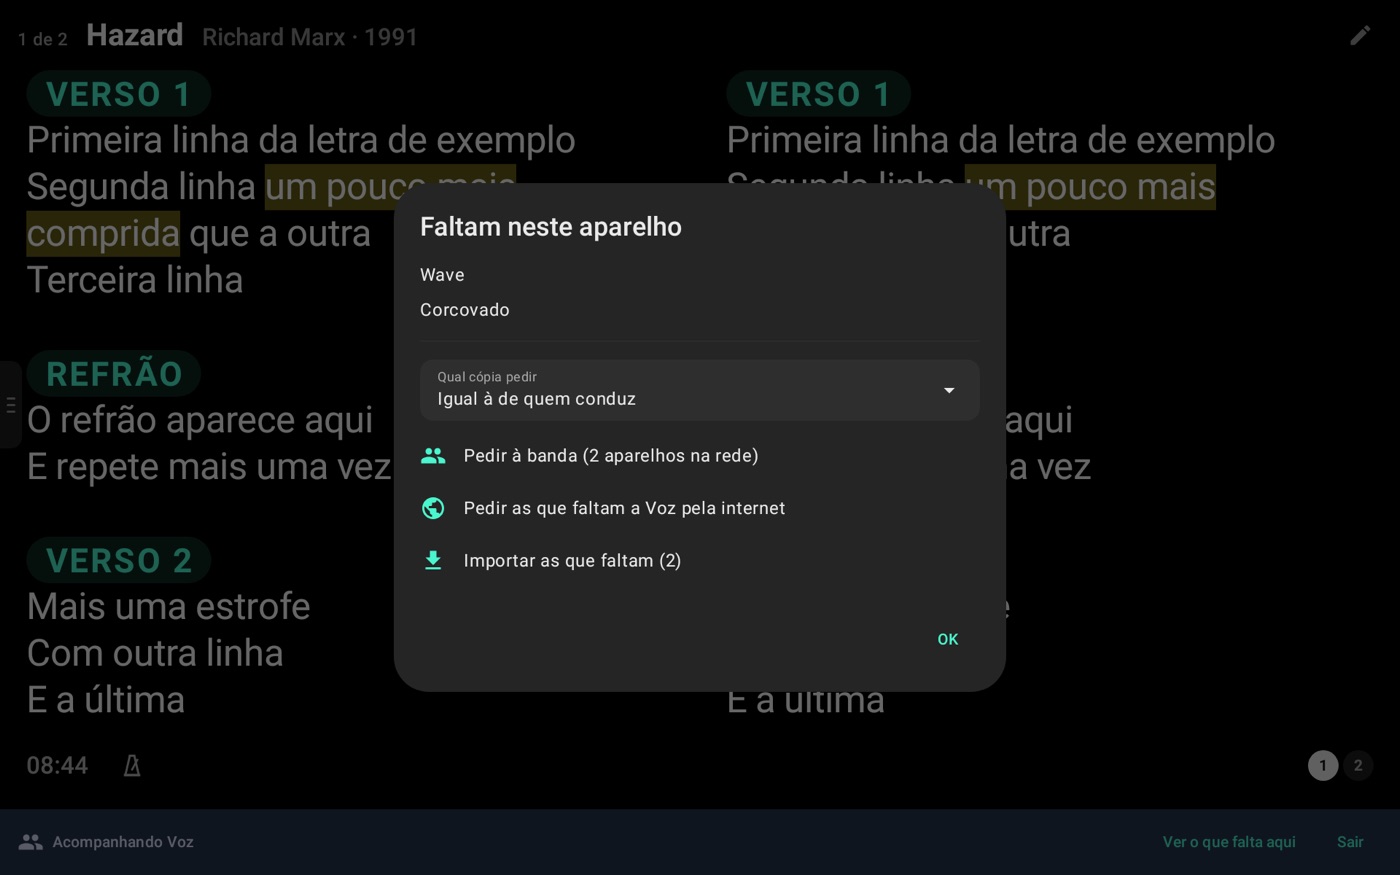 1 de 2 Hazard Richard Marx · 1991
VERSO 1
Primeira linha da letra de exemplo
Segunda linha um pouco mais
comprida que a outra
Terceira linha
REFRÃO
O refrão aparece aqui
E repete mais uma vez
VERSO 2
Mais uma estrofe
Com outra linha
E a última
VERSO 1
Primeira linha da letra de exemplo
Segunda linha um pouco mais
utra
aqui
a vez
E a última
Faltam neste aparelho
Wave
Corcovado
Qual cópia pedir
Igual à de quem conduz
Pedir à banda (2 aparelhos na rede)
Pedir as que faltam a Voz pela internet
Importar as que faltam (2)
OK
08:44
1 2
Acompanhando Voz
Ver o que falta aqui Sair